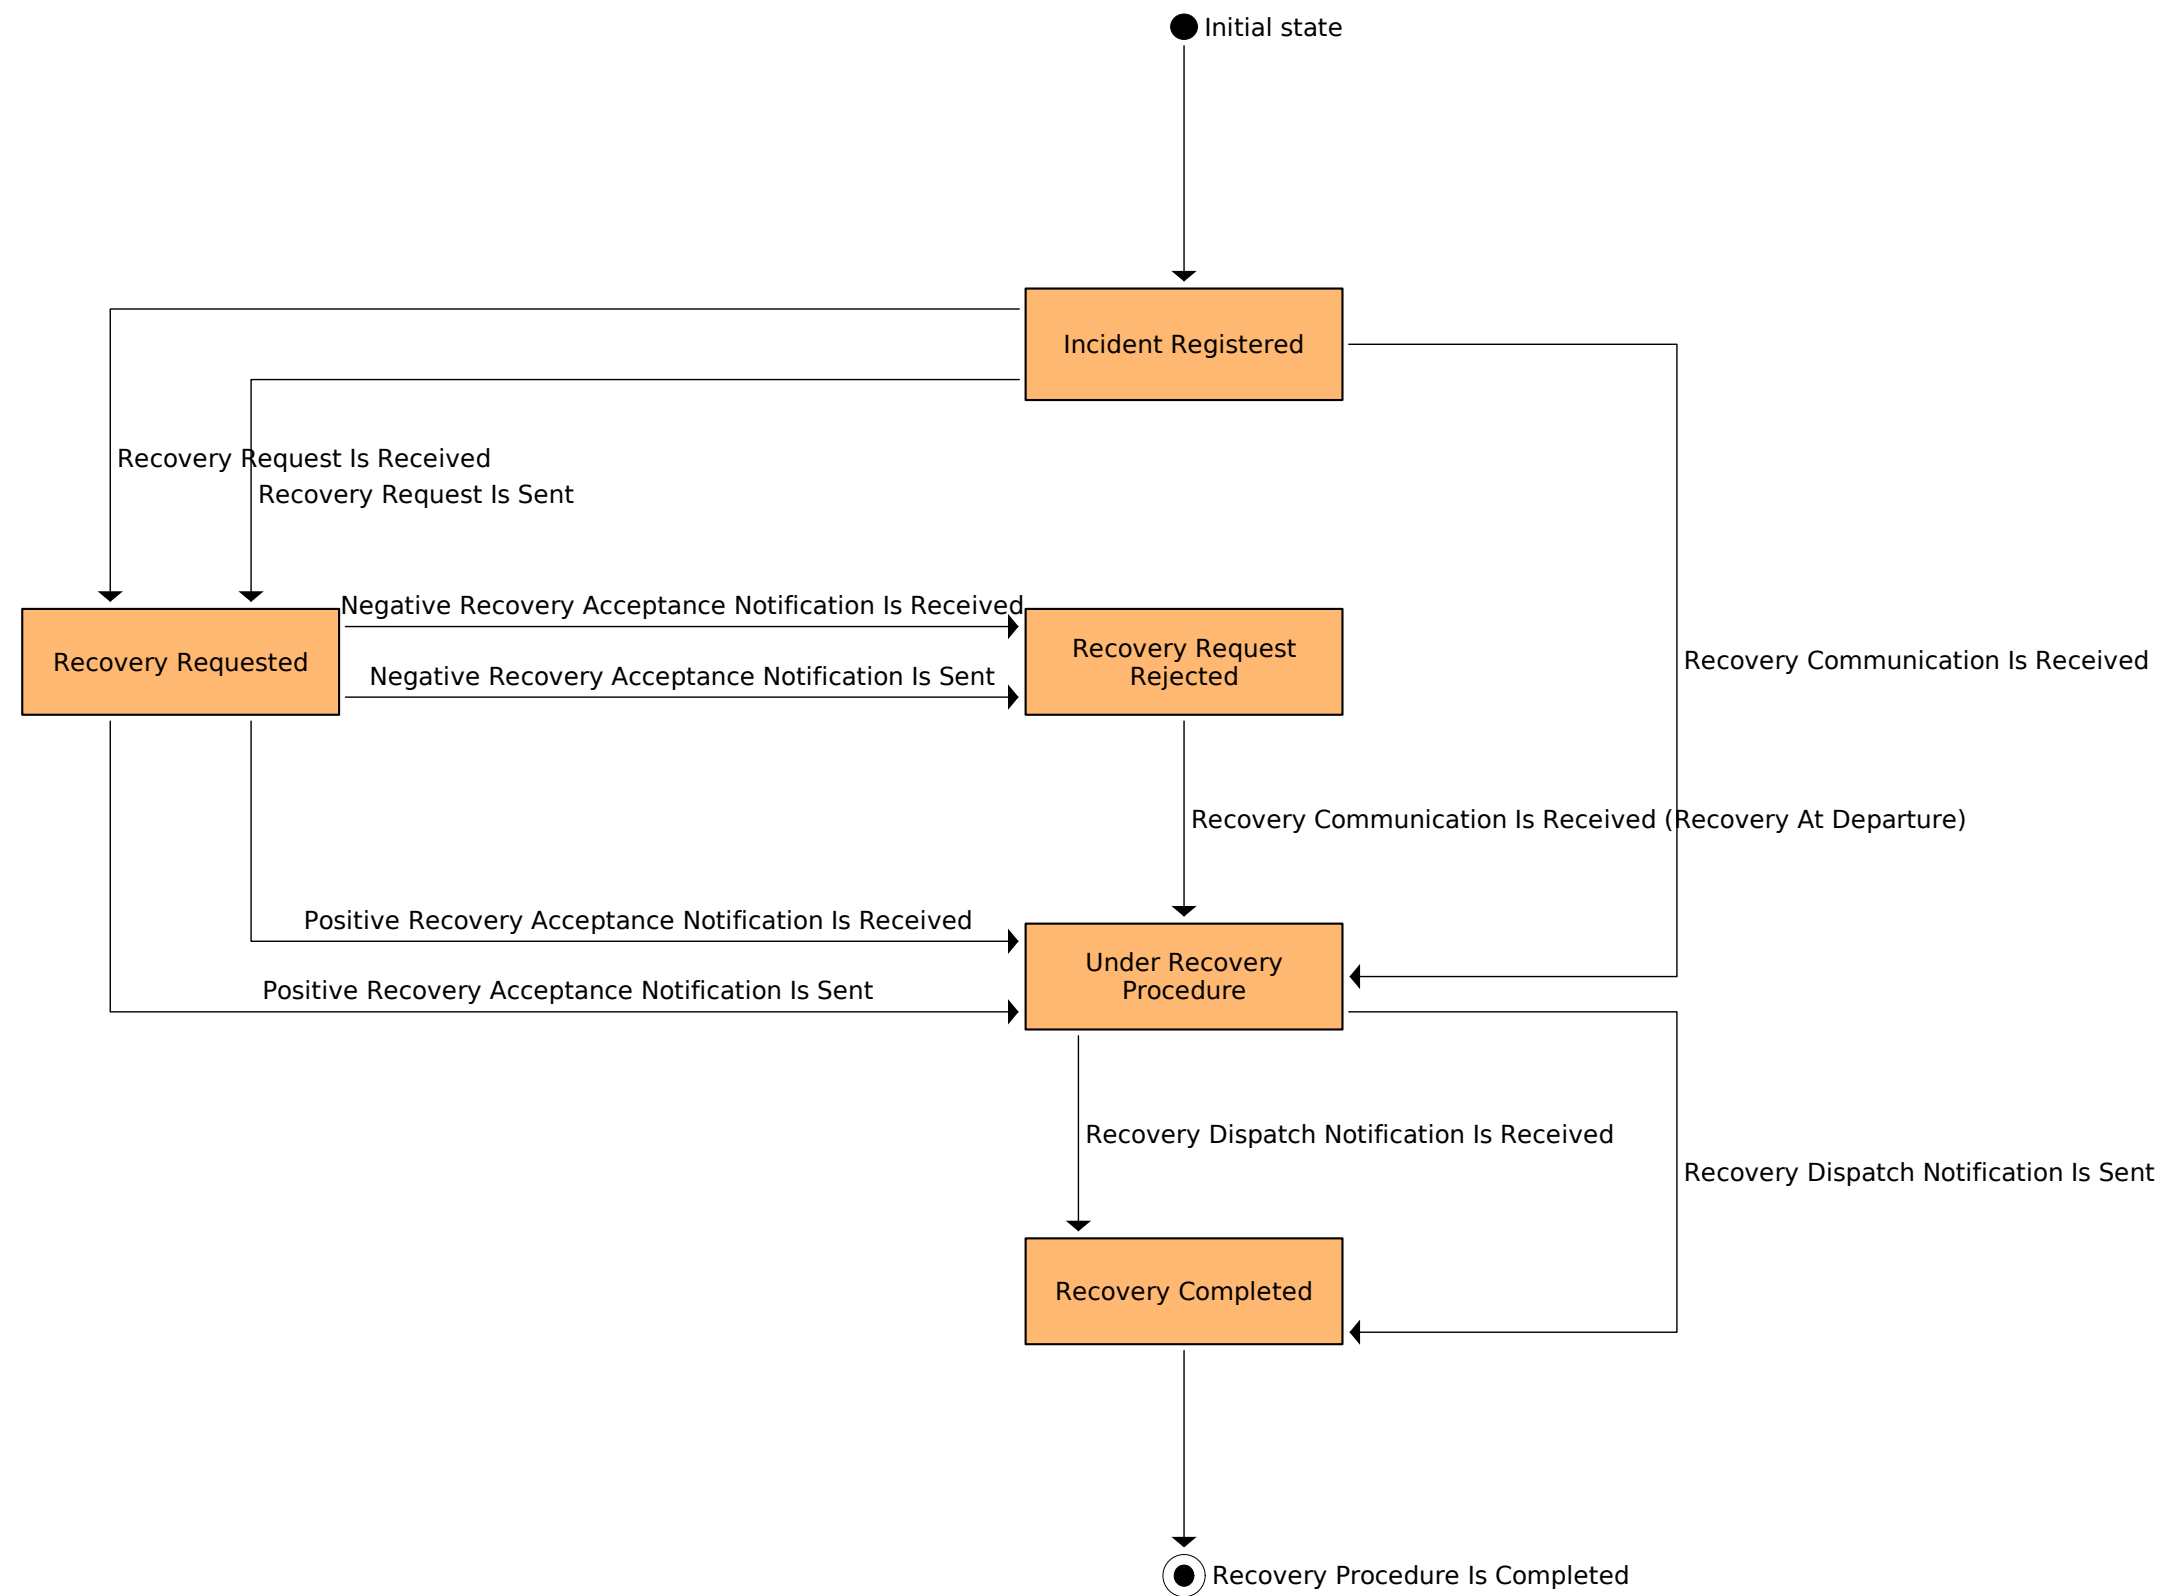 Initial state
Incident Registered
Recovery Request Is Received
Recovery Request Is Sent
Negative Recovery Acceptance Notification Is Received
Recovery Requested
Recovery Request
Rejected
Recovery Communication Is Received
Negative Recovery Acceptance Notification Is Sent
Recovery Communication Is Received (Recovery At Departure)
Positive Recovery Acceptance Notification Is Received
Under Recovery
Procedure
Positive Recovery Acceptance Notification Is Sent
Recovery Dispatch Notification Is Received
Recovery Dispatch Notification Is Sent
Recovery Completed
Recovery Procedure Is Completed